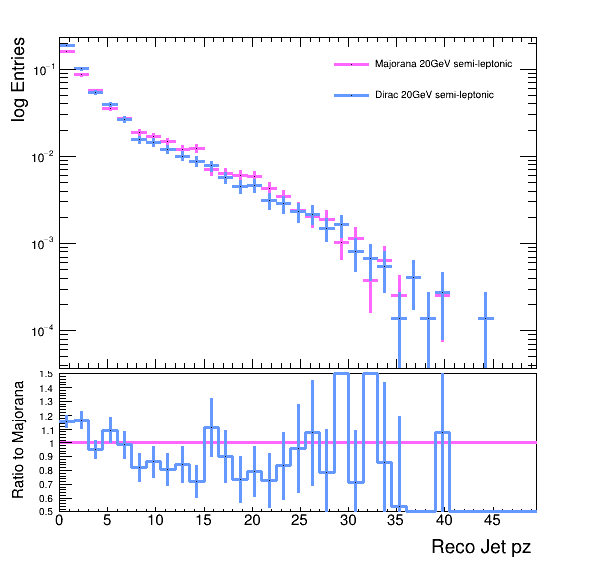 log Entries
10⁻¹
10⁻²
10⁻³
10⁻⁴
Majorana 20GeV semi-leptonic
Dirac 20GeV semi-leptonic
Ratio to Majorana
1.5
1.4
1.3
1.2
1.1
1
0.9
0.8
0.7
0.6
0.5
0 5 10 15 20 25 30 35 40 45
Reco Jet pz